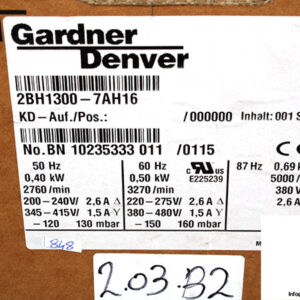 Gardner
Denver
2BH1300-7AH16
KD-Auf./Pos.: /000000 Inhalt: 001 S
No.BN 10235333 011 /0115
50 Hz 60 Hz 87 Hz 0.69 k
0,40 kW 0,50 kW E225239 5000 /
2760/min 3270/min 380
200-240V 2,6 A Δ 220-275V 2,6 A Δ
345-415V 1,5 A Y 380-480V 1,5 A Y
-120 130 mbar -150 160 mbar
848
2.03.B2